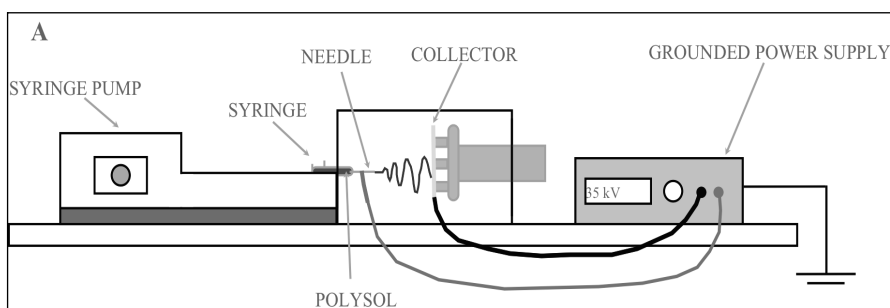 A
NEEDLE
COLLECTOR
GROUNDED POWER SUPPLY
SYRINGE PUMP
SYRINGE
35 kV
POLYSOL